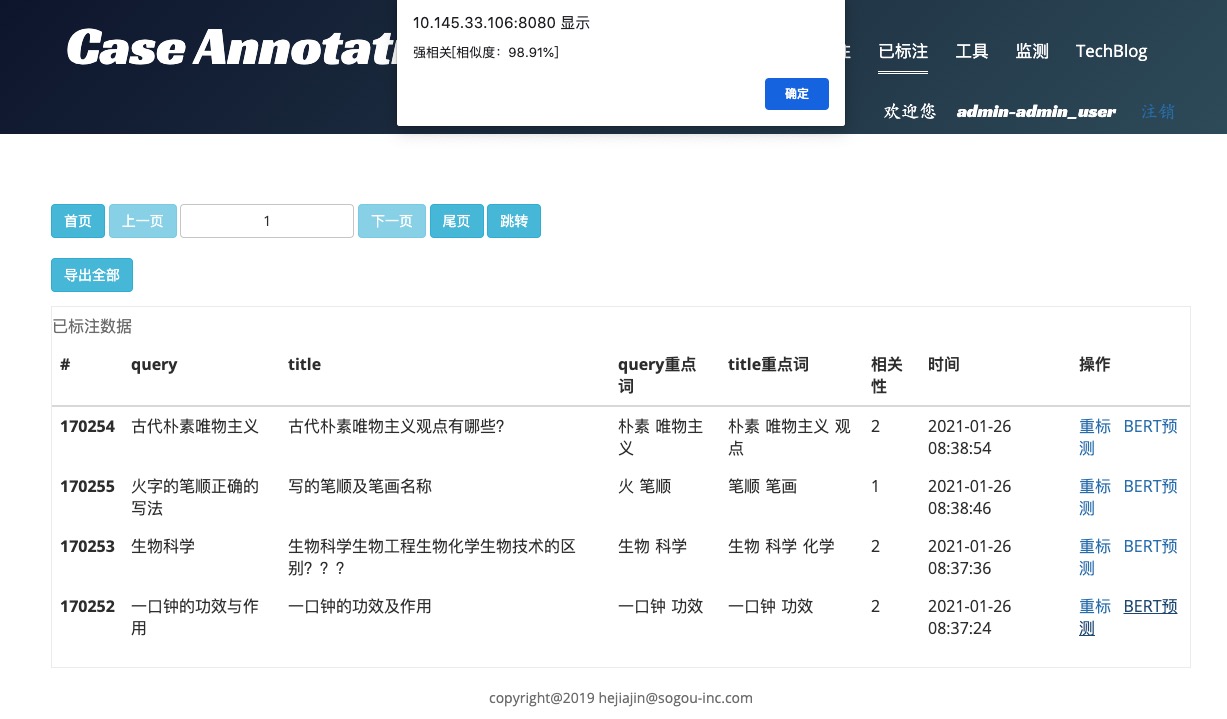 Case Annotat
10.145.33.106:8080 显示
强相关[相似度：98.91%]
确定
注 已标注 工具 监测 TechBlog
欢迎您 admin-admin_user 注销
首页 上一页 1 下一页 尾页 跳转
导出全部
已标注数据
# query title query重点 title重点词 相关 时间 操作
词 性
170254 古代朴素唯物主义 古代朴素唯物主义观点有哪些? 朴素 唯物主 朴素 唯物主义 观 2 2021-01-26 重标 BERT预
义 点 08:38:54 测
170255 火字的笔顺正确的 写的笔顺及笔画名称 火 笔顺 笔顺 笔画 1 2021-01-26 重标 BERT预
写法 08:38:46 测
170253 生物科学 生物科学生物工程生物化学生物技术的区 生物 科学 生物 科学 化学 2 2021-01-26 重标 BERT预
别？？？ 08:37:36 测
170252 一口钟的功效与作 一口钟的功效及作用 一口钟 功效 一口钟 功效 2 2021-01-26 重标 BERT预
用 08:37:24 测
copyright@2019 hejiajin@sogou-inc.com